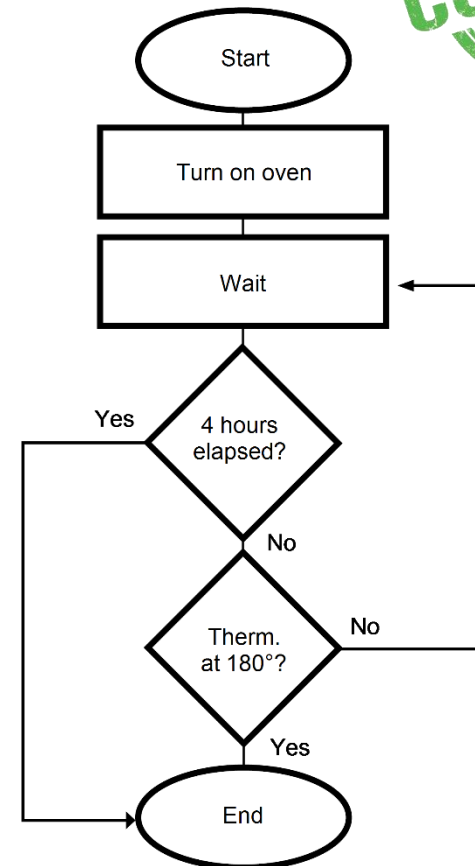 Start
Turn on oven
Wait
Yes
4 hours
elapsed?
No
Therm.
at 180°?
No
Yes
End